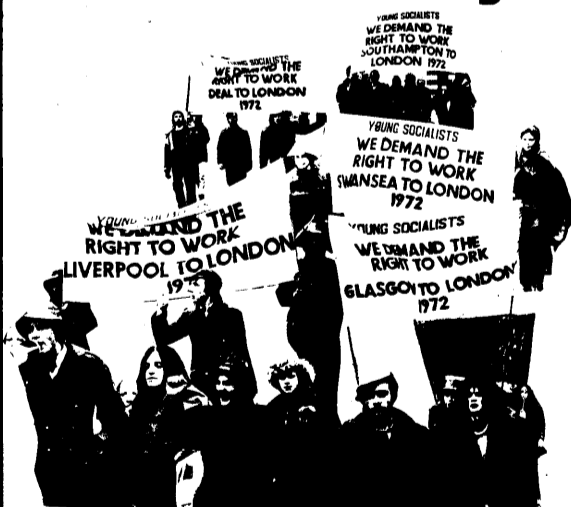 YOUNG SOCIALISTS
WE DEMAND THE
RIGHT TO WORK
SOUTHAMPTON TO
LONDON 1972
SOCIALISTS
WE DEMAND THE
RIGHT TO WORK
DEAL TO LONDON
1972
YOUNG SOCIALISTS
WE DEMAND THE
RIGHT TO WORK
SWANSEA TO LONDON
1972
YOUNG
WE DEMAND THE
RIGHT TO WORK
LIVERPOOL TO LONDON
YOUNG SOCIALISTS
WE DEMAND THE
RIGHT TO WORK
GLASGOW TO LONDON
1972